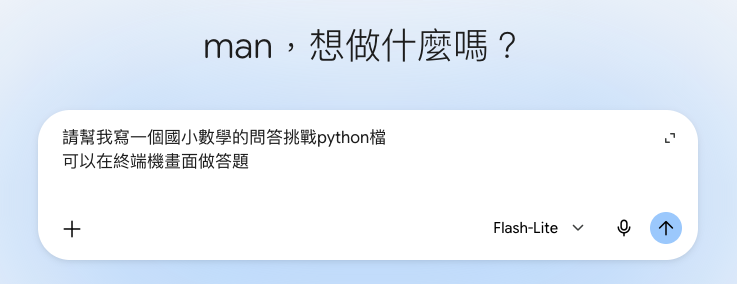 man，想做什麼嗎？
請幫我寫一個國小數學的問答挑戰python檔
可以在終端機畫面做答題
Flash-Lite